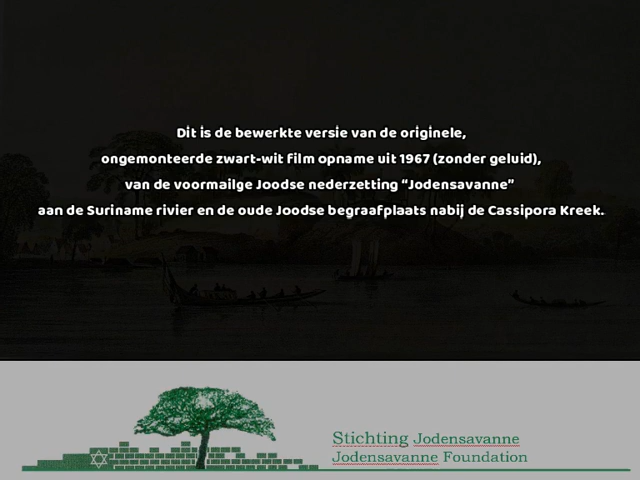 Dit is de bewerkte versie van de originele,
ongemonteerde zwart-wit film opname uit 1967 (zonder geluid),
van de voormailge Joodse nederzetting “Jodensavanne”
aan de Suriname rivier en de oude Joodse begraafplaats nabij de Cassipora Kreek.
Stichting Jodensavanne
Jodensavanne Foundation